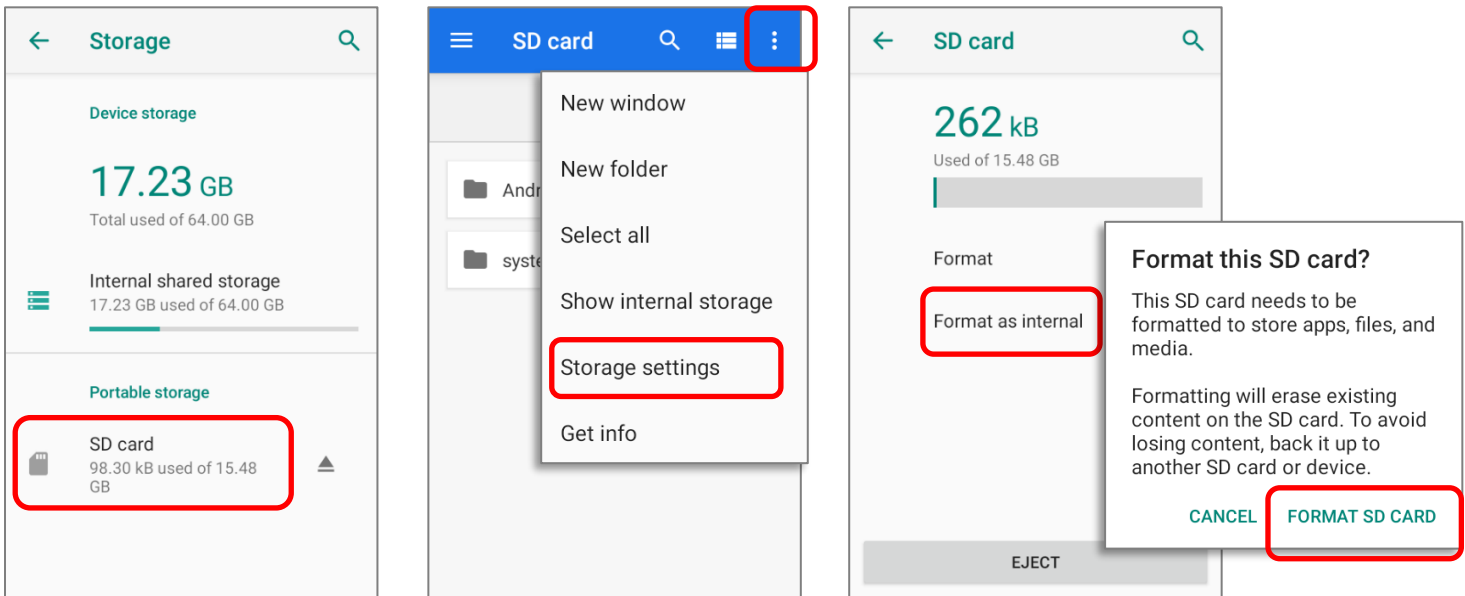 Storage
Device storage
17.23 GB
Total used of 64.00 GB
Internal shared storage
17.23 GB used of 64.00 GB
Portable storage
SD card
98.30 kB used of 15.48
GB
SD card
New window
New folder
Select all
Show internal storage
Storage settings
Get info
Andr
syste
SD card
262 kB
Used of 15.48 GB
Format
Format as internal
EJECT
Format this SD card?
This SD card needs to be
formatted to store apps, files, and
media.
Formatting will erase existing
content on the SD card. To avoid
losing content, back it up to
another SD card or device.
CANCEL FORMAT SD CARD